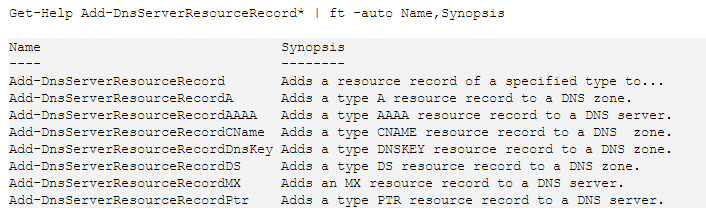 Get-Help Add-DnsServerResourceRecord* | ft -auto Name,Synopsis
Name Synopsis
---- --------
Add-DnsServerResourceRecord Adds a resource record of a specified type to...
Add-DnsServerResourceRecordA Adds a type A resource record to a DNS zone.
Add-DnsServerResourceRecordAAAA Adds a type AAAA resource record to a DNS server.
Add-DnsServerResourceRecordCName Adds a type CNAME resource record to a DNS  zone.
Add-DnsServerResourceRecordDnsKey Adds a type DNSKEY resource record to a DNS zone.
Add-DnsServerResourceRecordDS Adds a type DS resource record to a DNS zone.
Add-DnsServerResourceRecordMX Adds an MX resource record to a DNS server.
Add-DnsServerResourceRecordPtr Adds a type PTR resource record to a DNS server.